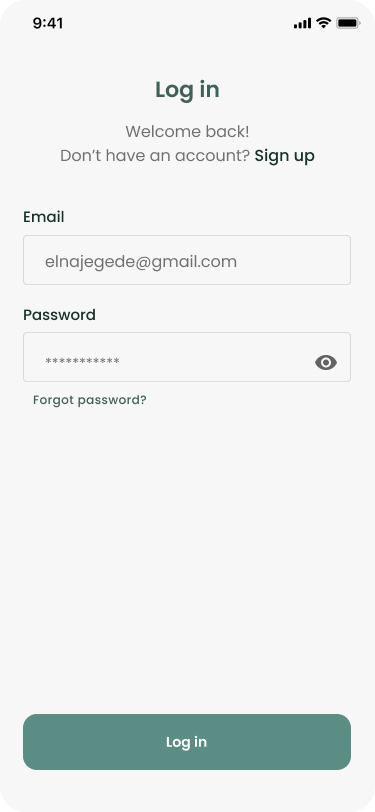 9:41
Log in
Welcome back!
Don't have an account? Sign up
Email
elnajegede@gmail.com
Password
***********
Forgot password?
Log in